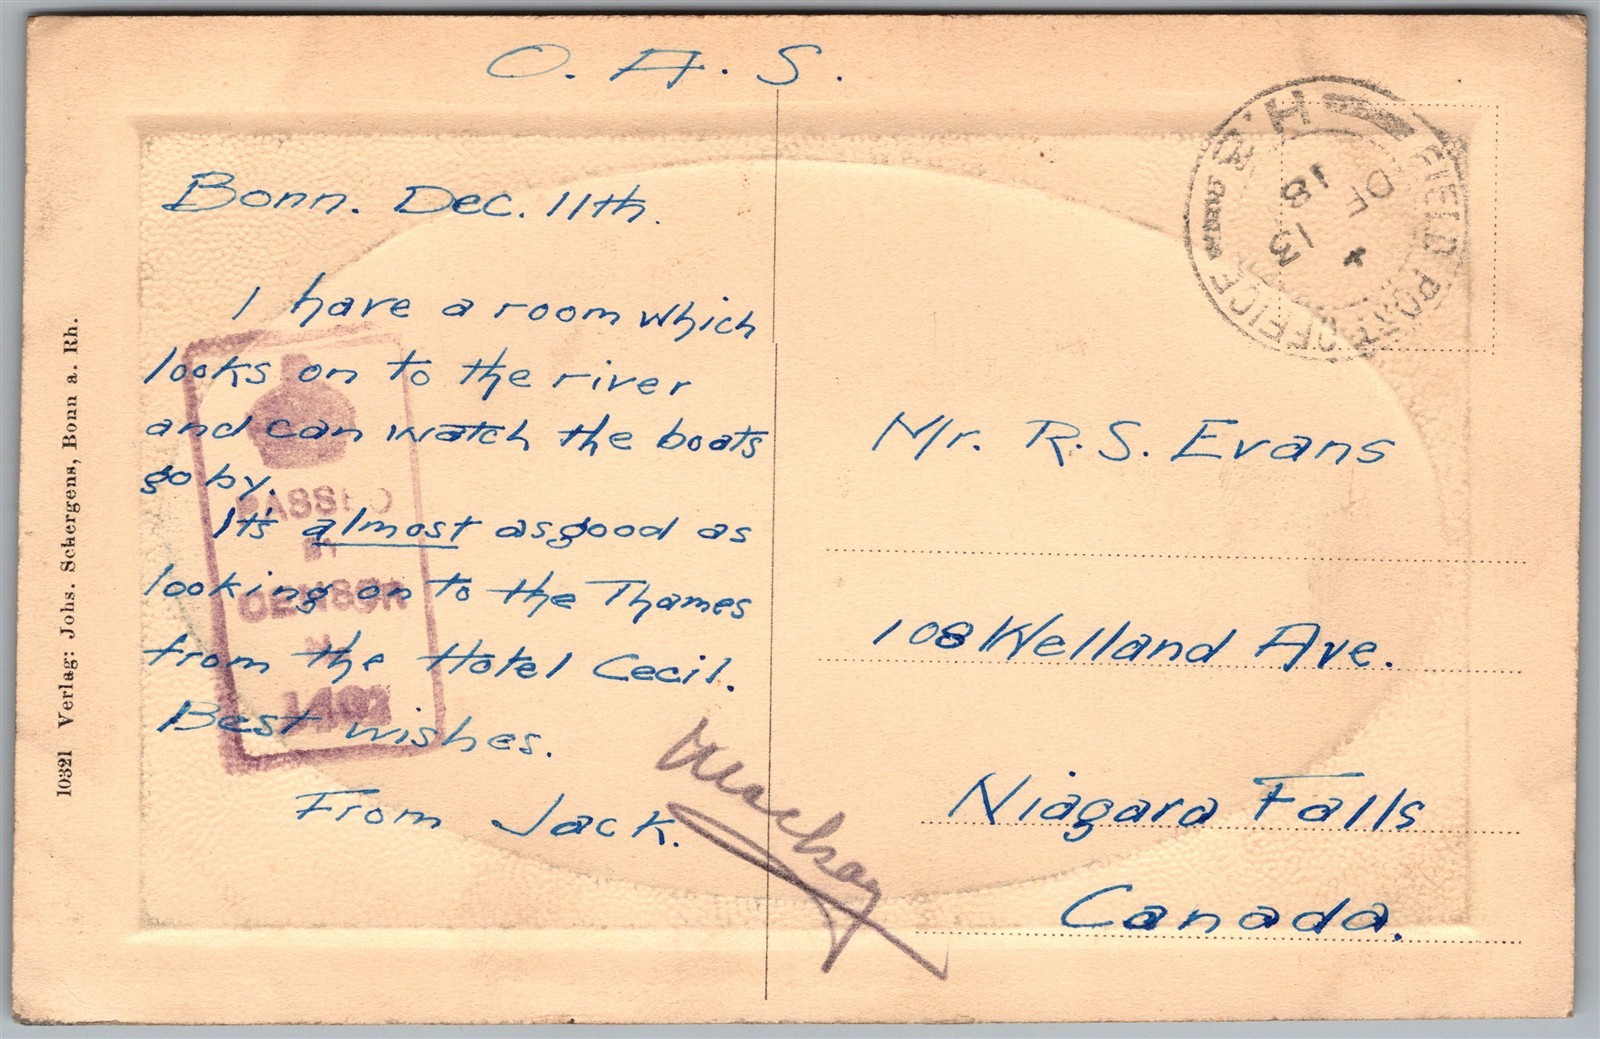 O. A. S.
Bonn. Dec. 11th.
I have a room which
looks on to the river
and can watch the boats
go by.
It's almost as good as
looking on to the Thames
from the Hotel Cecil.
Best wishes.
From Jack.
PASSED
BY
CENSOR
Mackay
FIELD POST OFFICE
13
DE
18
Mr. R. S. Evans
108 Welland Ave.
Niagara Falls
Canada.
10321 Verlag: Johs. Schergens, Bonn a. Rh.